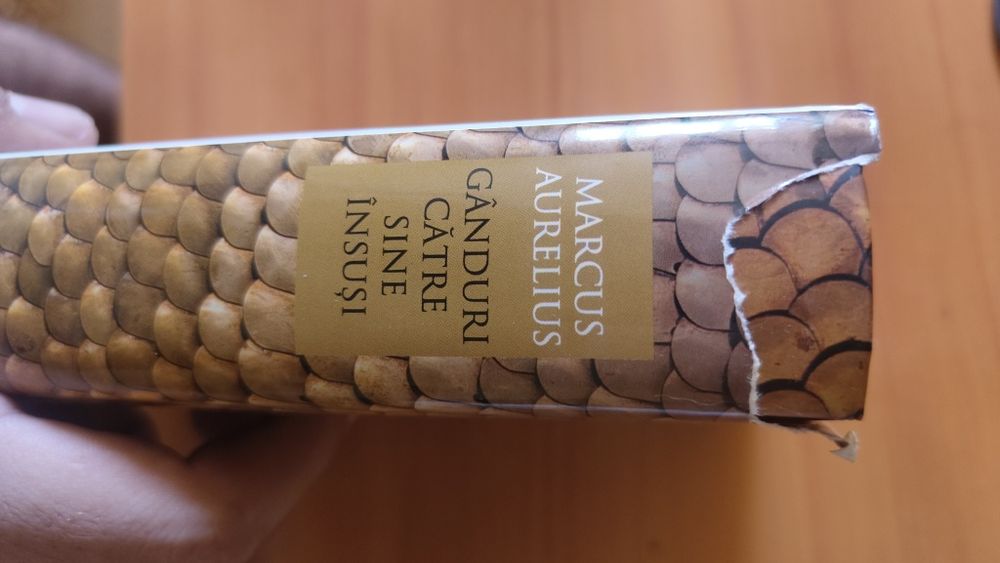 MARCUS
AURELIUS
GÂNDURI
CĂTRE
SINE
ÎNSUȘI